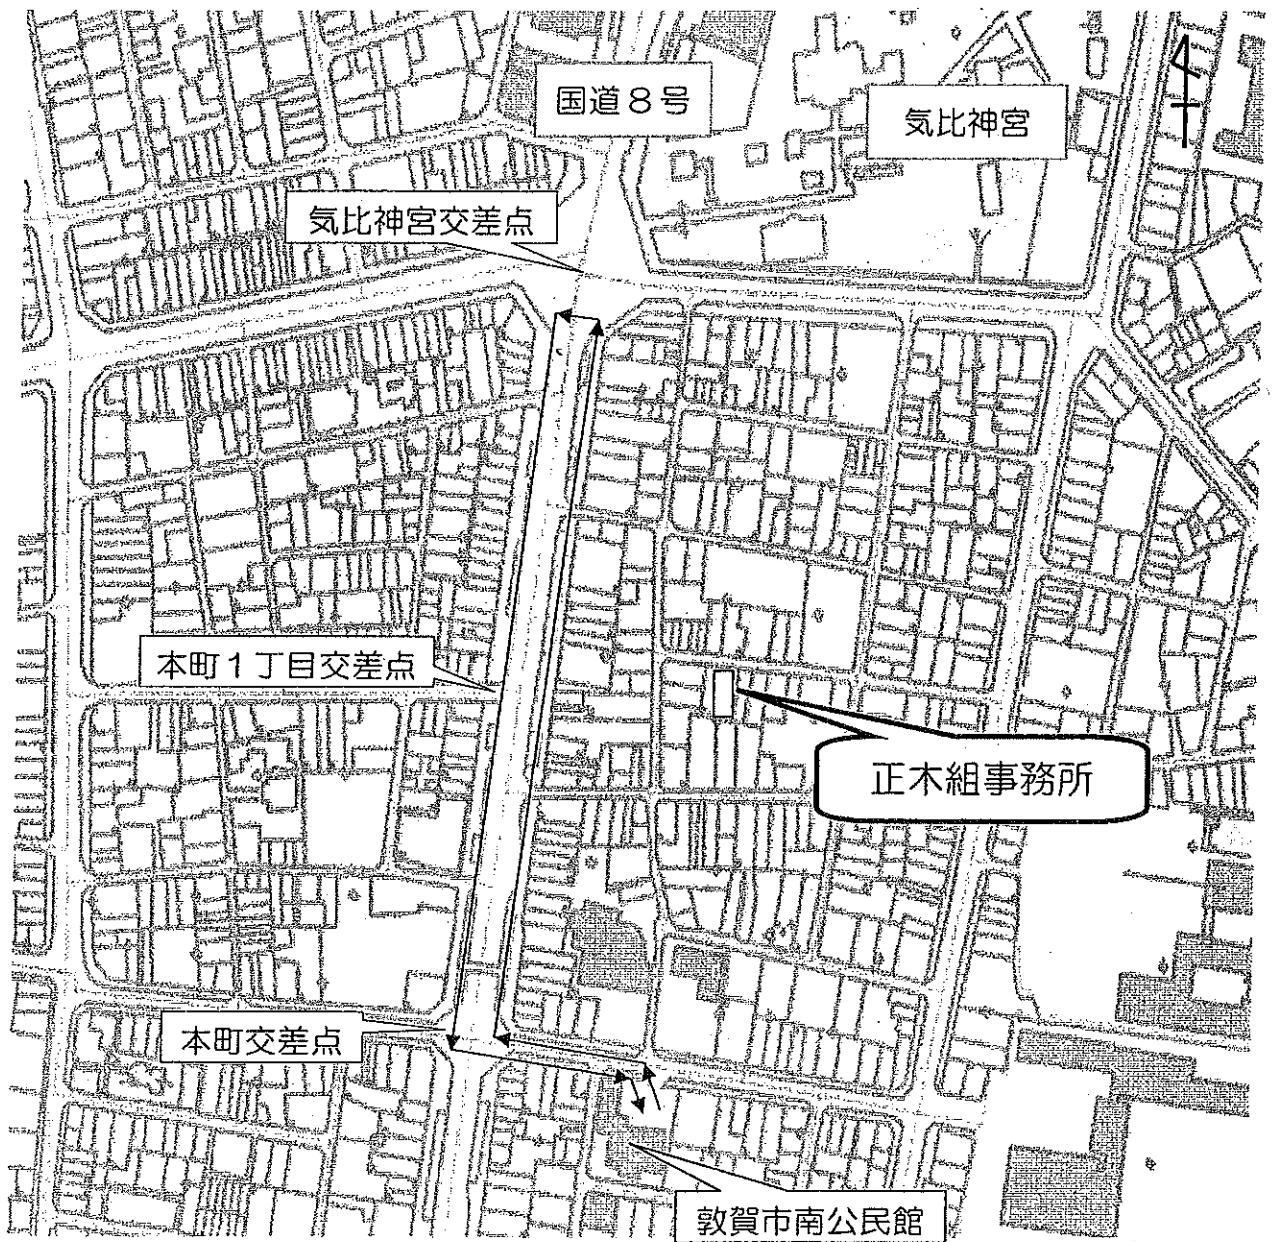 国道８号
気比神宮
気比神宮交差点
本町１丁目交差点
正木組事務所
本町交差点
敦賀市南公民館